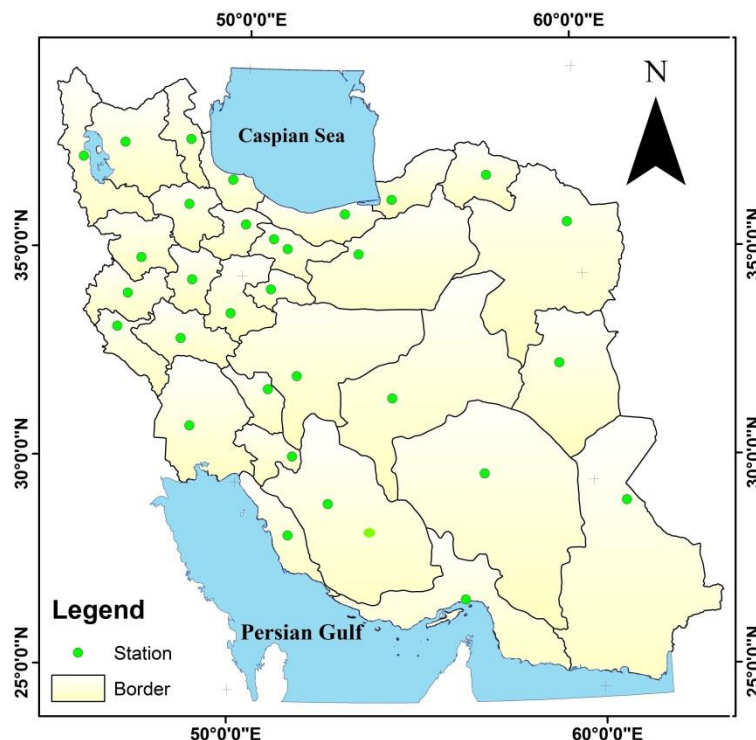 50°0'0"E 60°0'0"E
N
Caspian Sea
35°0'0"N 35°0'0"N
30°0'0"N 30°0'0"N
Legend
Persian Gulf
Station
25°0'0"N 25°0'0"N
Border
50°0'0"E 60°0'0"E